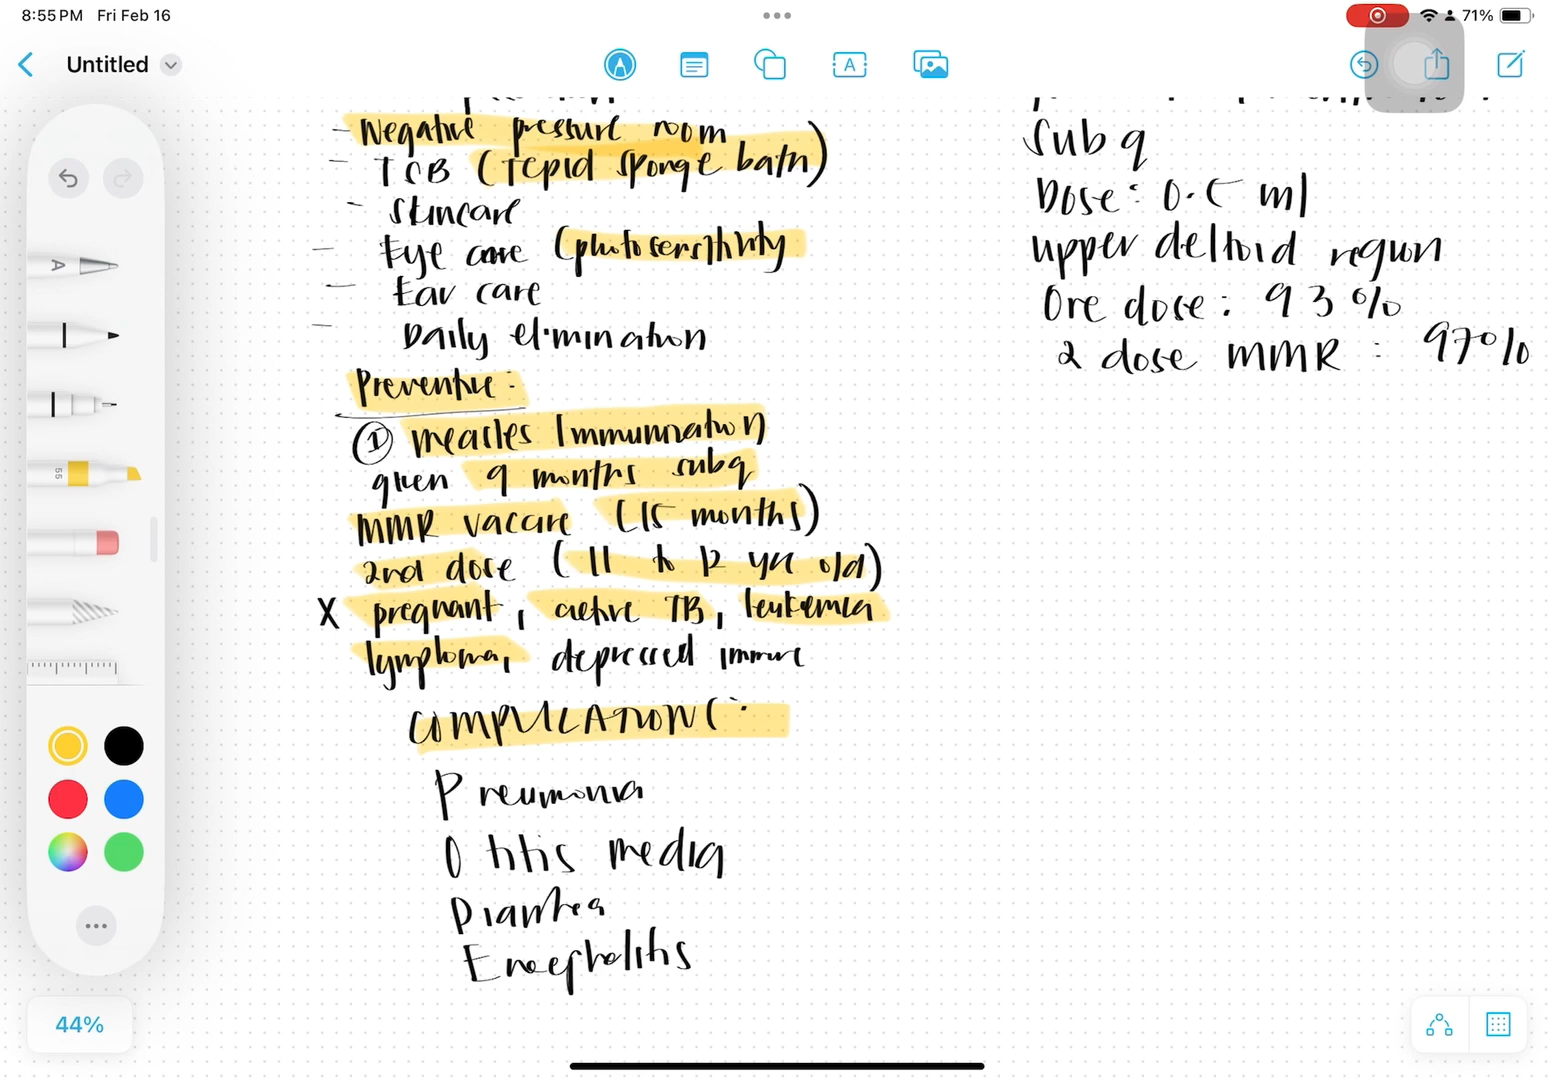 8:55 PM Fri Feb 16
71%
Untitled
- Negative pressure room
- TSB (Tepid sponge bath)
- Skincare
- Eye care (photosensitivity
- Ear care
- Daily elimination
Preventive:
① measles Immunization
given 9 months subq
MMR vaccine (15 months)
2nd dose (11 to 12 yrs old)
X pregnant, active TB, leukemia
lymphoma, depressed immune
COMPLICATIONS:
Pneumonia
Otitis media
Diarrhea
Encephalitis
44%
Sub q
Dose: 0.5 ml
upper deltoid region
One dose: 93%
2 dose MMR: 97%